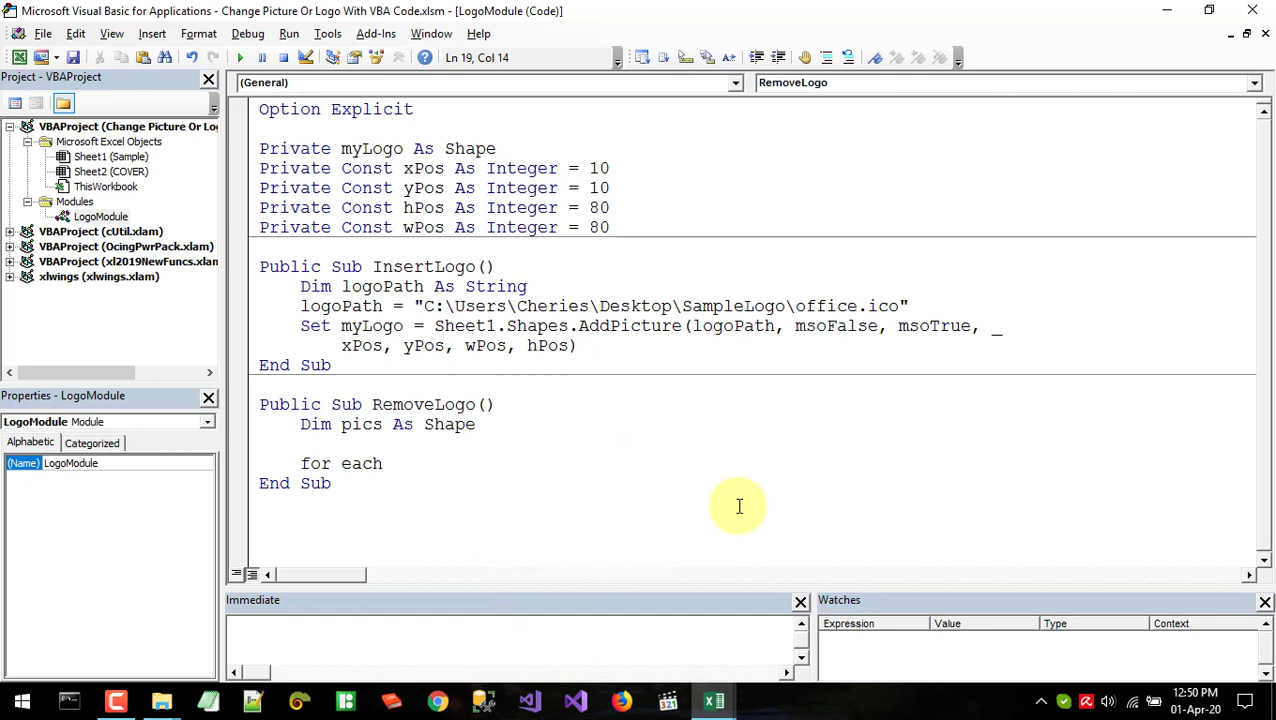 Microsoft Visual Basic for Applications - Change Picture Or Logo With VBA Code.xlsm - [LogoModule (Code)]
File Edit View Insert Format Debug Run Tools Add-Ins Window Help
Ln 19, Col 14
Project - VBAProject
(General)
RemoveLogo
VBAProject (Change Picture Or Lo
Microsoft Excel Objects
Sheet1 (Sample)
Sheet2 (COVER)
ThisWorkbook
Modules
LogoModule
VBAProject (cUtil.xlam)
VBAProject (OcingPwrPack.xlam)
VBAProject (xl2019NewFuncs.xlan
xlwings (xlwings.xlam)
Properties - LogoModule
LogoModule Module
Alphabetic Categorized
(Name) LogoModule
Option Explicit
Private myLogo As Shape
Private Const xPos As Integer = 10
Private Const yPos As Integer = 10
Private Const hPos As Integer = 80
Private Const wPos As Integer = 80
Public Sub InsertLogo()
Dim logoPath As String
logoPath = "C:\Users\Cheries\Desktop\SampleLogo\office.ico"
Set myLogo = Sheet1.Shapes.AddPicture(logoPath, msoFalse, msoTrue, _
xPos, yPos, wPos, hPos)
End Sub
Public Sub RemoveLogo()
Dim pics As Shape
for each
End Sub
Immediate
Watches
Expression Value Type Context
321
12:50 PM
01-Apr-20